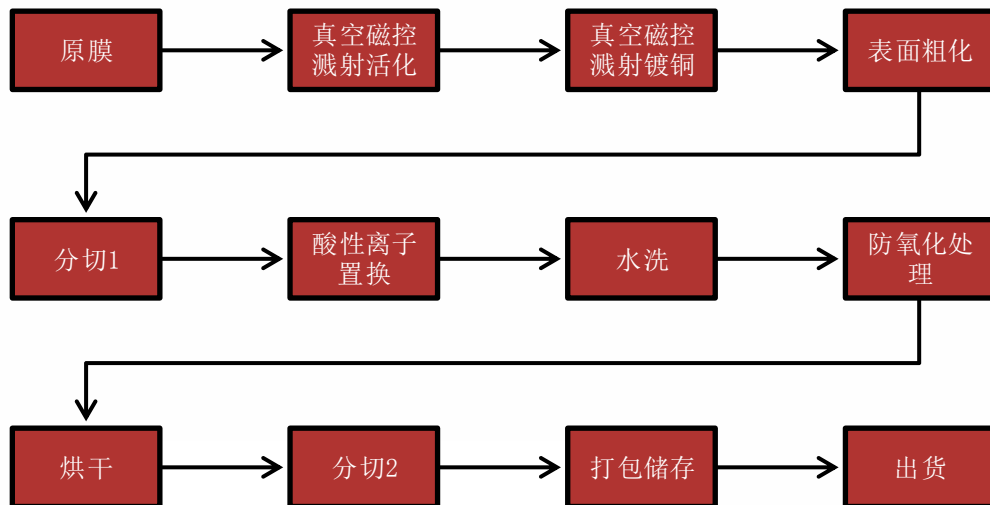 原膜
真空磁控
溅射活化
真空磁控
溅射镀铜
表面粗化
分切1
酸性离子
置换
水洗
防氧化处
理
烘干
分切2
打包储存
出货